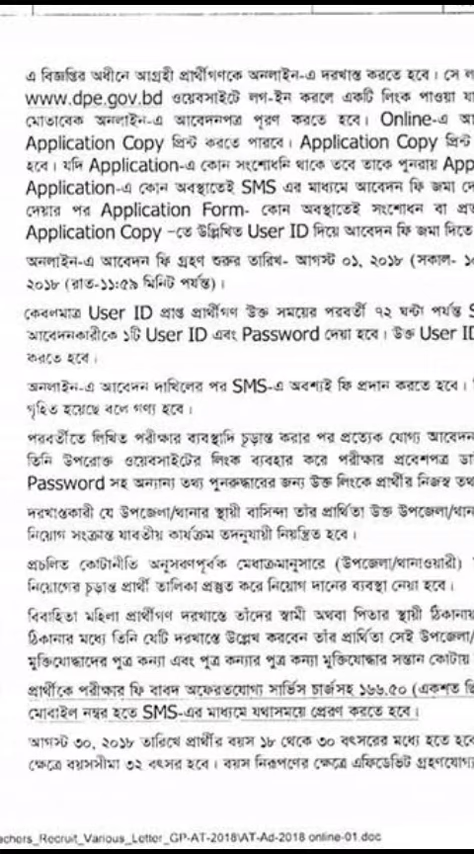 এ বিজ্ঞপ্তির অধীনে আগ্রহী প্রার্থীগণকে অনলাইন-এ দরখাস্ত করতে হবে। সে ল
www.dpe.gov.bd ওয়েবসাইটে লগ-ইন করলে একটি লিংক পাওয়া যা
মোতাবেক অনলাইন-এ আবেদনপত্র পূরণ করতে হবে। Online-এ আ
Application Copy প্রিন্ট করতে পারবে। Application Copy প্রিন্ট
হবে। যদি Application-এ কোন সংশোধনি থাকে তবে তাকে পুনরায় App
Application-এ কোন অবস্থাতেই SMS এর মাধ্যমে আবেদন ফি জমা দে
দেয়ার পর Application Form- কোন অবস্থাতেই সংশোধন বা প্রত
Application Copy –তে উল্লিখিত User ID দিয়ে আবেদন ফি জমা দিতে
অনলাইন-এ আবেদন ফি গ্রহণ শুরুর তারিখ- আগস্ট ০১, ২০১৮ (সকাল- ১০
২০১৮ (রাত-১১:৫৯ মিনিট পর্যন্ত)।
কেবলমাত্র User ID প্রাপ্ত প্রার্থীগণ উক্ত সময়ের পরবর্তী ৭২ ঘন্টা পর্যন্ত S
আবেদনকারীকে ১টি User ID এবং Password দেয়া হবে। উক্ত User ID
করতে হবে।
অনলাইন-এ আবেদন দাখিলের পর SMS-এ অবশ্যই ফি প্রদান করতে হবে।
গৃহিত হয়েছে বলে গণ্য হবে।
পরবর্তীতে লিখিত পরীক্ষার ব্যবস্থাদি চূড়ান্ত করার পর প্রত্যেক যোগ্য আবেদন
তিনি উপরোক্ত ওয়েবসাইটের লিংক ব্যবহার করে পরীক্ষার প্রবেশপত্র ডা
Password সহ অন্যান্য তথ্য পুনরুদ্ধারের জন্য উক্ত লিংকে প্রার্থীর নিজস্ব তথ
দরখাস্তকারী যে উপজেলা/থানার স্থায়ী বাসিন্দা তাঁর প্রার্থিতা উক্ত উপজেলা/থান
নিয়োগ সংক্রান্ত যাবতীয় কার্যক্রম তদনুযায়ী নিয়ন্ত্রিত হবে।
প্রচলিত কোটানীতি অনুসরণপূর্বক মেধাক্রমানুসারে (উপজেলা/থানাওয়ারী)
নিয়োগের চূড়ান্ত প্রার্থী তালিকা প্রস্তুত করে নিয়োগ দানের ব্যবস্থা নেয়া হবে।
বিবাহিতা মহিলা প্রার্থীগণ দরখাস্তে তাঁদের স্বামী অথবা পিতার স্থায়ী ঠিকানায়
ঠিকানার মধ্যে তিনি যেটি দরখাস্তে উল্লেখ করবেন তাঁর প্রার্থিতা সেই উপজেলা/
মুক্তিযোদ্ধাদের পুত্র কন্যা এবং পুত্র কন্যার পুত্র কন্যা মুক্তিযোদ্ধার সন্তান কোটায়
প্রার্থীকে পরীক্ষার ফি বাবদ অফেরতযোগ্য সার্ভিস চার্জসহ ১৬৬.৫০ (একশত ছি
মোবাইল নম্বর হতে SMS-এর মাধ্যমে যথাসময়ে প্রেরণ করতে হবে।
আগস্ট ৩০, ২০১৮ তারিখে প্রার্থীর বয়স ১৮ থেকে ৩০ বৎসরের মধ্যে হতে হবে
ক্ষেত্রে বয়সসীমা ৩২ বৎসর হবে। বয়স নিরূপণের ক্ষেত্রে এফিডেভিট গ্রহণযোগ্য
achers_Recruit_Various_Letter_GP-AT-2018\AT-Ad-2018 online-01.doc